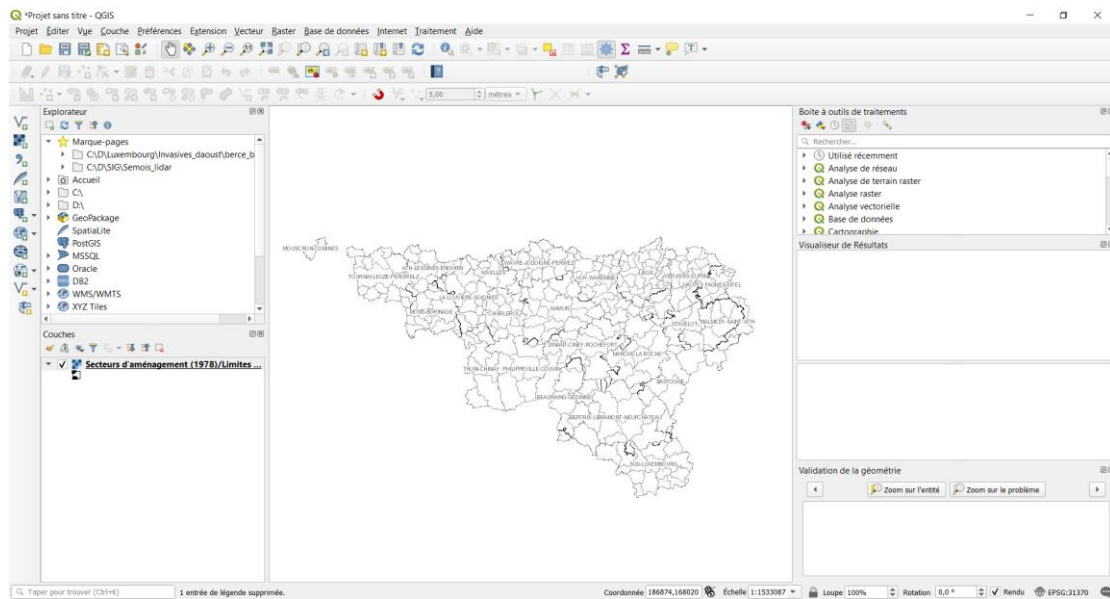 *Projet sans titre - QGIS
Projet Éditer Vue Couche Préférences Extension Vecteur Raster Base de données Internet Traitement Aide
5,00 mètres
Explorateur
Marque-pages
C:\D\Luxembourg\Invasives_daoust\berce_b
C:\D\SIG\Semois_lidar
Accueil
C:\
D:\
GeoPackage
SpatiaLite
PostGIS
MSSQL
Oracle
DB2
WMS/WMTS
XYZ Tiles
Couches
Secteurs d'aménagement (1978)/Limites ...
MOUSCRON-COMINES
ATH-LESSINES-ENGHIEN
WAVRE-JODOIGNE-PERWEZ
NIVELLES
LIEGE
TOURNAI-LEUZE-PERUWELZ
HUY-WAREMME
HAUTES FAGNES-EIFEL
LA LOUVIERE-SOIGNIES
MONS-BORINAGE
CHARLEROI
NAMUR
STAVELOT
MALMEDY-SAINT-VITH
DINANT-CINEY-ROCHEFORT
MARCHE-LA ROCHE
THUIN-CHIMAY
PHILIPPEVILLE-COUVIN
BASTOGNE
BEAURAING-GEDINNE
BERTRIX-LIBRAMONT-NEUFCHATEAU
SUD-LUXEMBOURG
Boite à outils de traitements
Rechercher...
Utilisé récemment
Analyse de réseau
Analyse de terrain raster
Analyse raster
Analyse vectorielle
Base de données
Cartographie
Visualiseur de Résultats
Validation de la géométrie
Zoom sur l'entité Zoom sur le problème
Taper pour trouver (Ctrl+K) 1 entrée de légende supprimée. Coordonnée 186874,168020 Échelle 1:1533087 Loupe 100% Rotation 0,0 ° Rendu EPSG:31370